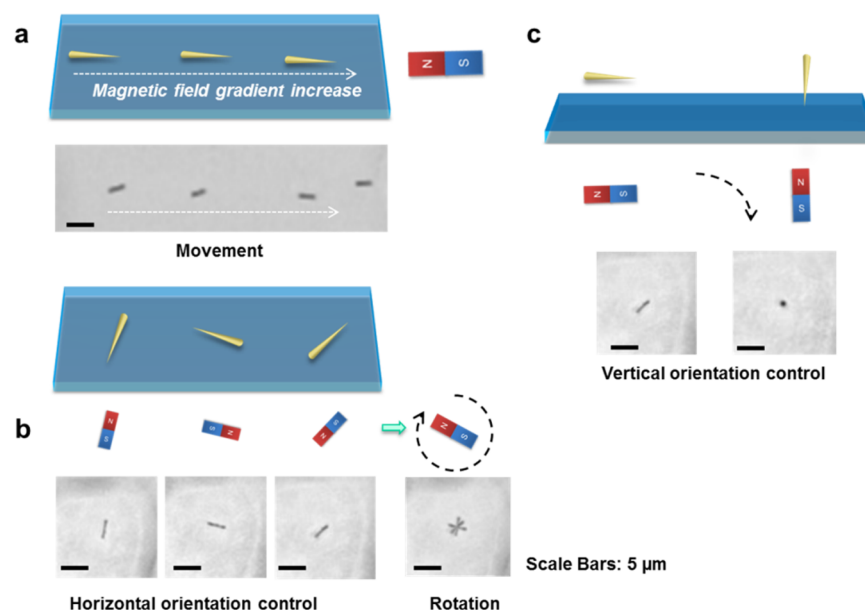 a
N S
Magnetic field gradient increase
Movement
c
N S
N
S
Vertical orientation control
b
N
S
S N
S
N
N S
Scale Bars: 5 µm
Horizontal orientation control
Rotation